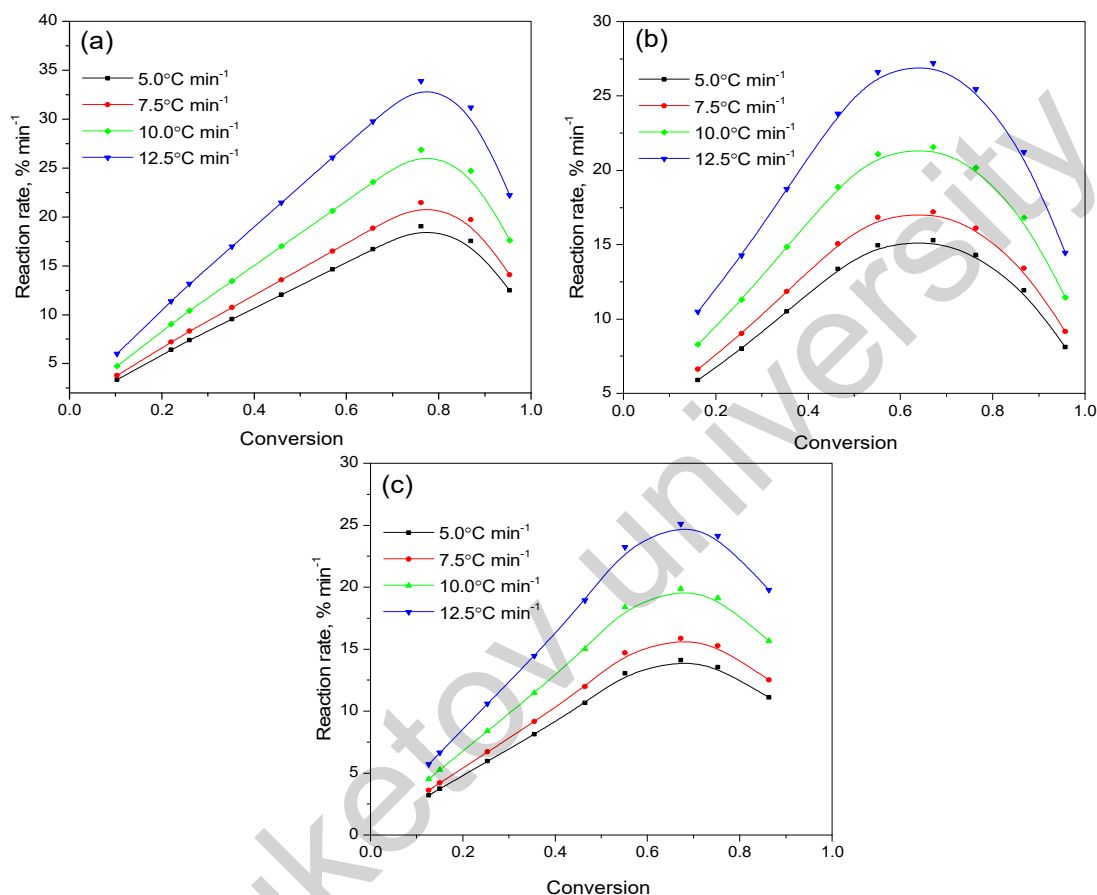 (a)
5.0°C min-1
7.5°C min-1
10.0°C min-1
12.5°C min-1
Reaction rate, % min-1
40
35
30
25
20
15
10
5
0.0 0.2 0.4 0.6 0.8 1.0
Conversion
(b)
5.0°C min-1
7.5°C min-1
10.0°C min-1
12.5°C min-1
Reaction rate, % min-1
30
25
20
15
10
5
0.0 0.2 0.4 0.6 0.8 1.0
Conversion
(c)
5.0°C min-1
7.5°C min-1
10.0°C min-1
12.5°C min-1
Reaction rate, % min-1
30
25
20
15
10
5
0
0.0 0.2 0.4 0.6 0.8 1.0
Conversion
ketov university